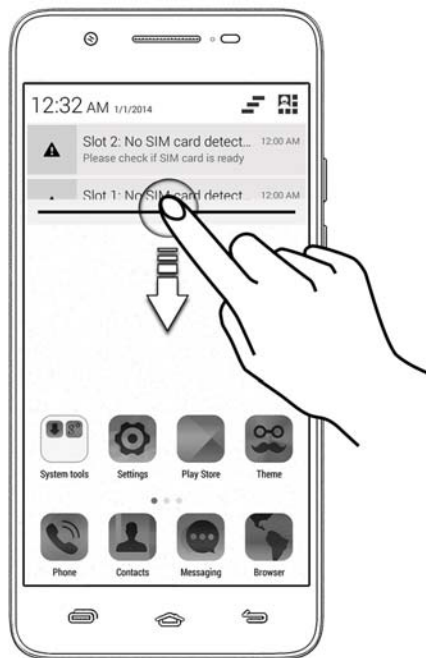 12:32 AM 1/1/2014
Slot 2: No SIM card detect... 12:00 AM
Please check if SIM card is ready
Slot 1: No SIM card detect... 12:00 AM
System tools Settings Play Store Theme
Phone Contacts Messaging Browser